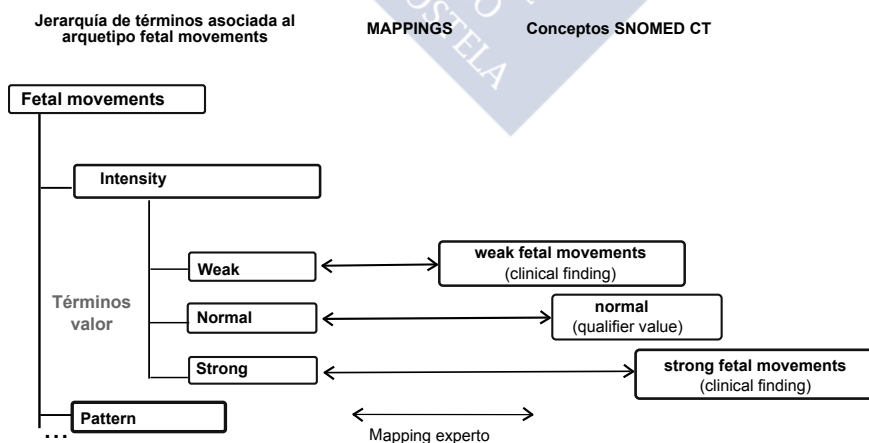 Jerarquía de términos asociada al
arquetipo fetal movements
MAPPINGS
Conceptos SNOMED CT
Fetal movements
Intensity
Weak
weak fetal movements
(clinical finding)
Términos
valor
Normal
normal
(qualifier value)
Strong
strong fetal movements
(clinical finding)
Pattern
...
Mapping experto